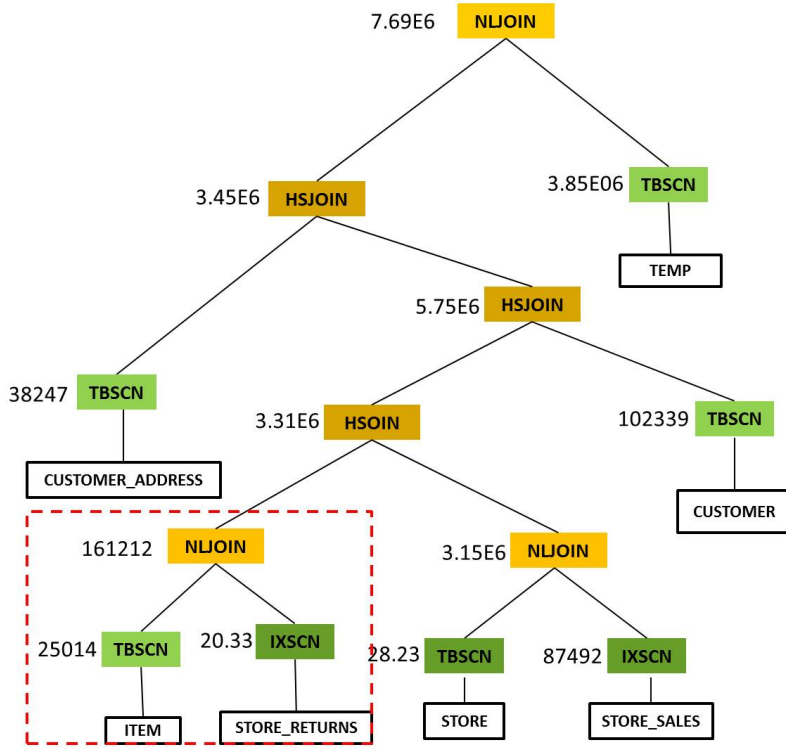 7.69E6 NLJOIN
3.45E6 HSJOIN
3.85E06 TBSCN
TEMP
5.75E6 HSJOIN
38247 TBSCN
3.31E6 HSOIN
102339 TBSCN
CUSTOMER_ADDRESS
CUSTOMER
161212 NLJOIN
3.15E6 NLJOIN
25014 TBSCN
20.33 IXSCN
28.23 TBSCN
87492 IXSCN
ITEM
STORE_RETURNS
STORE
STORE_SALES